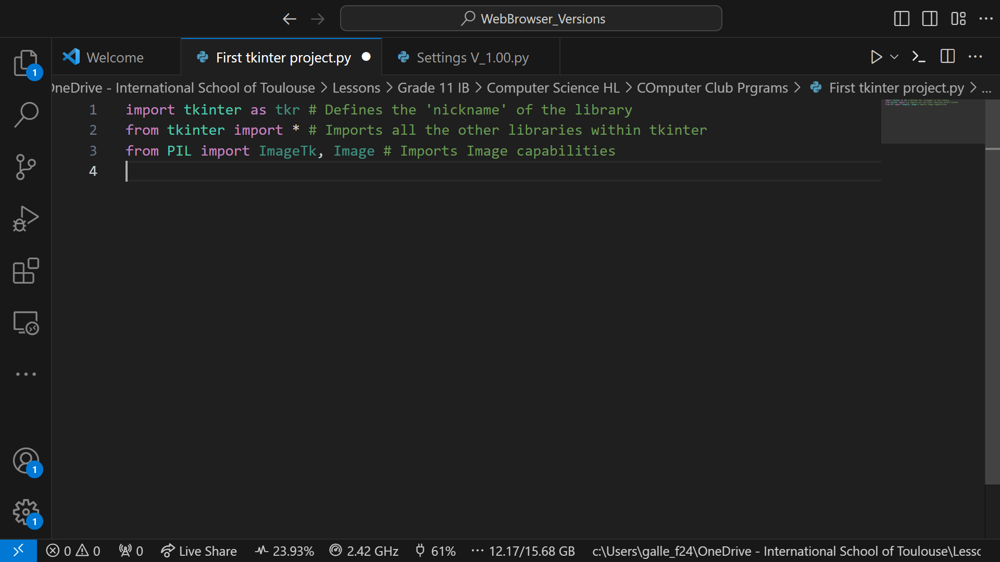 WebBrowser_Versions
Welcome
First tkinter project.py
Settings V_1.00.py
OneDrive - International School of Toulouse > Lessons > Grade 11 IB > Computer Science HL > COmputer Club Prgrams > First tkinter project.py > ...
1 import tkinter as tkr # Defines the 'nickname' of the library
2 from tkinter import * # Imports all the other libraries within tkinter
3 from PIL import ImageTk, Image # Imports Image capabilities
4
1
1
1
0 0 0 Live Share 23.93% 2.42 GHz 61% ··· 12.17/15.68 GB c:\Users\galle_f24\OneDrive - International School of Toulouse\Lessc